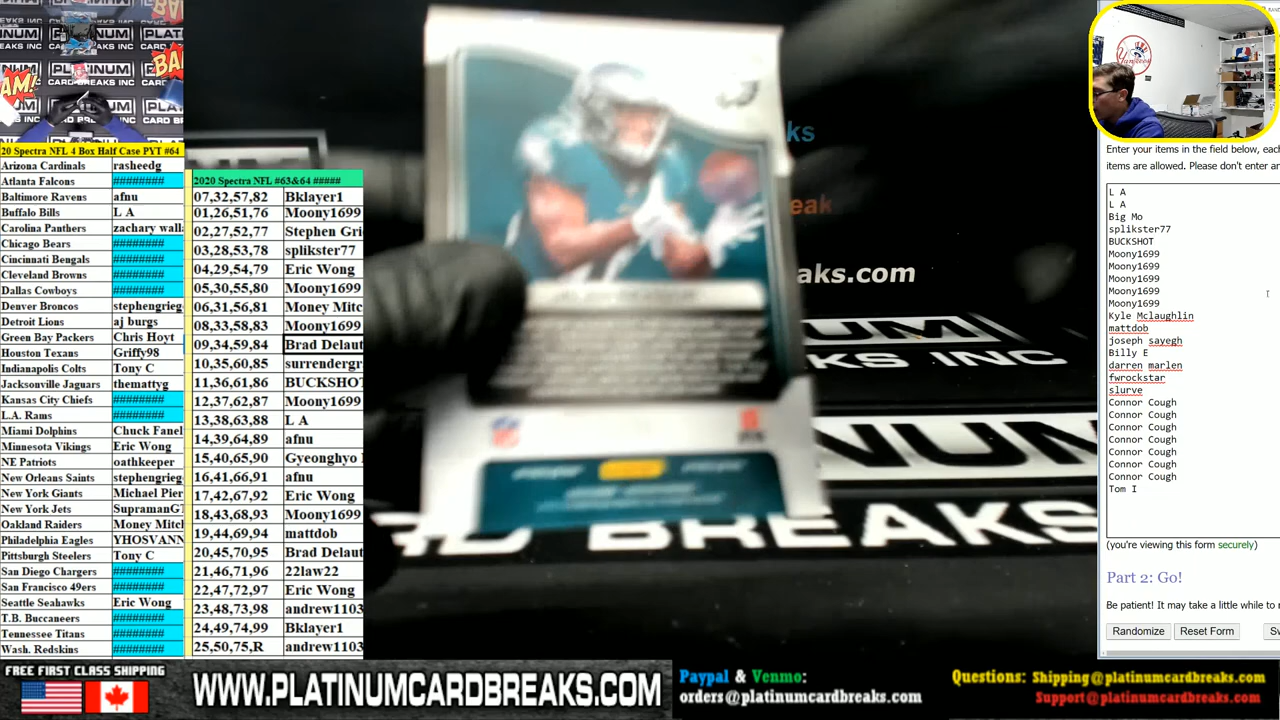 20 Spectra NFL 4 Box Half Case PYT #64
Arizona Cardinals rasheedg
Atlanta Falcons ########
Baltimore Ravens afnu
Buffalo Bills L A
Carolina Panthers zachary wall
Chicago Bears ########
Cincinnati Bengals ########
Cleveland Browns ########
Dallas Cowboys ########
Denver Broncos stephengrieg
Detroit Lions aj burgs
Green Bay Packers Chris Hoyt
Houston Texans Griffy98
Indianapolis Colts Tony C
Jacksonville Jaguars themattyg
Kansas City Chiefs ########
L.A. Rams ########
Miami Dolphins Chuck Fanel
Minnesota Vikings Eric Wong
NE Patriots oathkeeper
New Orleans Saints stephengrieg
New York Giants Michael Pier
New York Jets SupramanGT
Oakland Raiders Money Mitch
Philadelphia Eagles YHOSVANN
Pittsburgh Steelers Tony C
San Diego Chargers ########
San Francisco 49ers ########
Seattle Seahawks Eric Wong
T.B. Buccaneers ########
Tennessee Titans ########
Wash. Redskins ########
2020 Spectra NFL #63&64 #####
07,32,57,82 Bklayer1
01,26,51,76 Moony1699
02,27,52,77 Stephen Gri
03,28,53,78 splikster77
04,29,54,79 Eric Wong
05,30,55,80 Moony1699
06,31,56,81 Money Mitc
08,33,58,83 Moony1699
09,34,59,84 Brad Delaut
10,35,60,85 surrendergr
11,36,61,86 BUCKSHOT
12,37,62,87 Moony1699
13,38,63,88 L A
14,39,64,89 afnu
15,40,65,90 Gyeonghyo
16,41,66,91 afnu
17,42,67,92 Eric Wong
18,43,68,93 Moony1699
19,44,69,94 mattdob
20,45,70,95 Brad Delaut
21,46,71,96 22law22
22,47,72,97 Eric Wong
23,48,73,98 andrew1103
24,49,74,99 Bklayer1
25,50,75,R andrew1103
PLATINUM
CARD BREAKS INC
BAM!
Yankees
Enter your items in the field below, each
items are allowed. Please don't enter an
L A
L A
Big Mo
splikster77
BUCKSHOT
Moony1699
Moony1699
Moony1699
Moony1699
Moony1699
Kyle Mclaughlin
mattdob
joseph sayegh
Billy E
darren marlen
fwrockstar
slurve
Connor Cough
Connor Cough
Connor Cough
Connor Cough
Connor Cough
Connor Cough
Connor Cough
Tom I
(you're viewing this form securely)
Part 2: Go!
Be patient! It may take a little while to
Randomize Reset Form
FREE FIRST CLASS SHIPPING
WWW.PLATINUMCARDBREAKS.COM
Paypal & Venmo:
orders@platinumcardbreaks.com
Questions: Shipping@platinumcardbreaks.com
Support@platinumcardbreaks.com